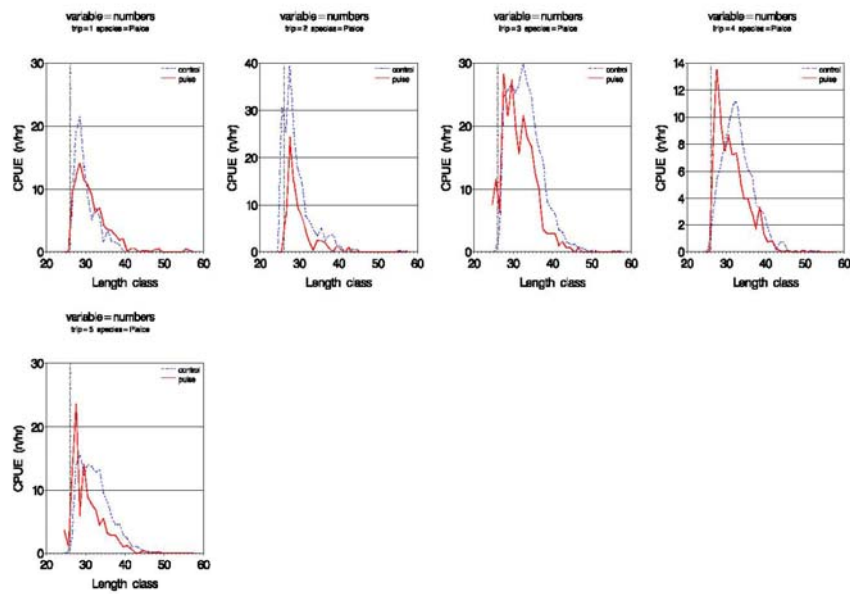 variable=numbers
trip=1 species=Plaice
30
20
10
0
CPUE (n/hr)
control
pulse
20 30 40 50 60
Length class
variable=numbers
trip=2 species=Plaice
40
30
20
10
0
CPUE (n/hr)
control
pulse
20 30 40 50 60
Length class
variable=numbers
trip=3 species=Plaice
30
20
10
0
CPUE (n/hr)
control
pulse
20 30 40 50 60
Length class
variable=numbers
trip=4 species=Plaice
14
12
10
8
6
4
2
0
CPUE (n/hr)
control
pulse
20 30 40 50 60
Length class
variable=numbers
trip=5 species=Plaice
30
20
10
0
CPUE (n/hr)
control
pulse
20 30 40 50 60
Length class